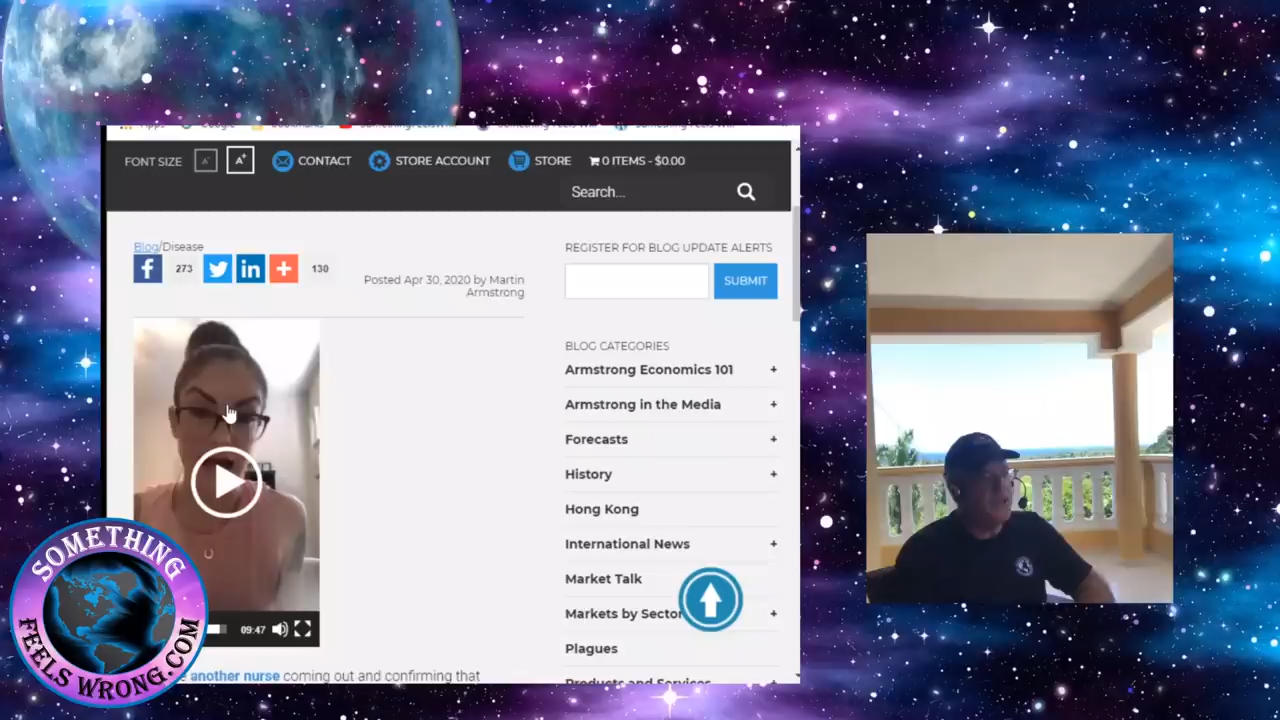 FONT SIZE A- A+ CONTACT STORE ACCOUNT STORE 0 ITEMS - $0.00
Search...
Blog/Disease
273 130
Posted Apr 30, 2020 by Martin
Armstrong
09:47
another nurse coming out and confirming that
REGISTER FOR BLOG UPDATE ALERTS
SUBMIT
BLOG CATEGORIES
Armstrong Economics 101 +
Armstrong in the Media +
Forecasts +
History +
Hong Kong
International News +
Market Talk
Markets by Sector +
Plagues
Products and Services +
SOMETHING
FEELS WRONG.COM